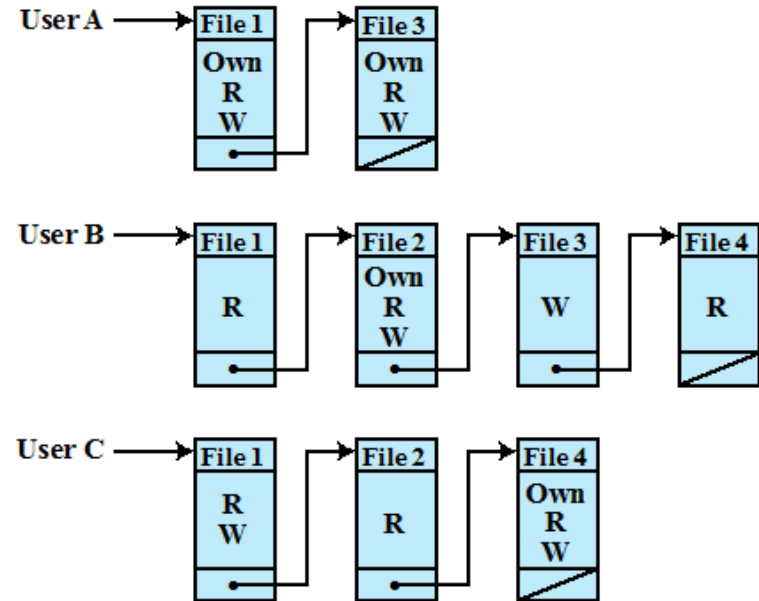 User A
File 1
Own
R
W
File 3
Own
R
W
User B
File 1
R
File 2
Own
R
W
File 3
W
File 4
R
User C
File 1
R
W
File 2
R
File 4
Own
R
W